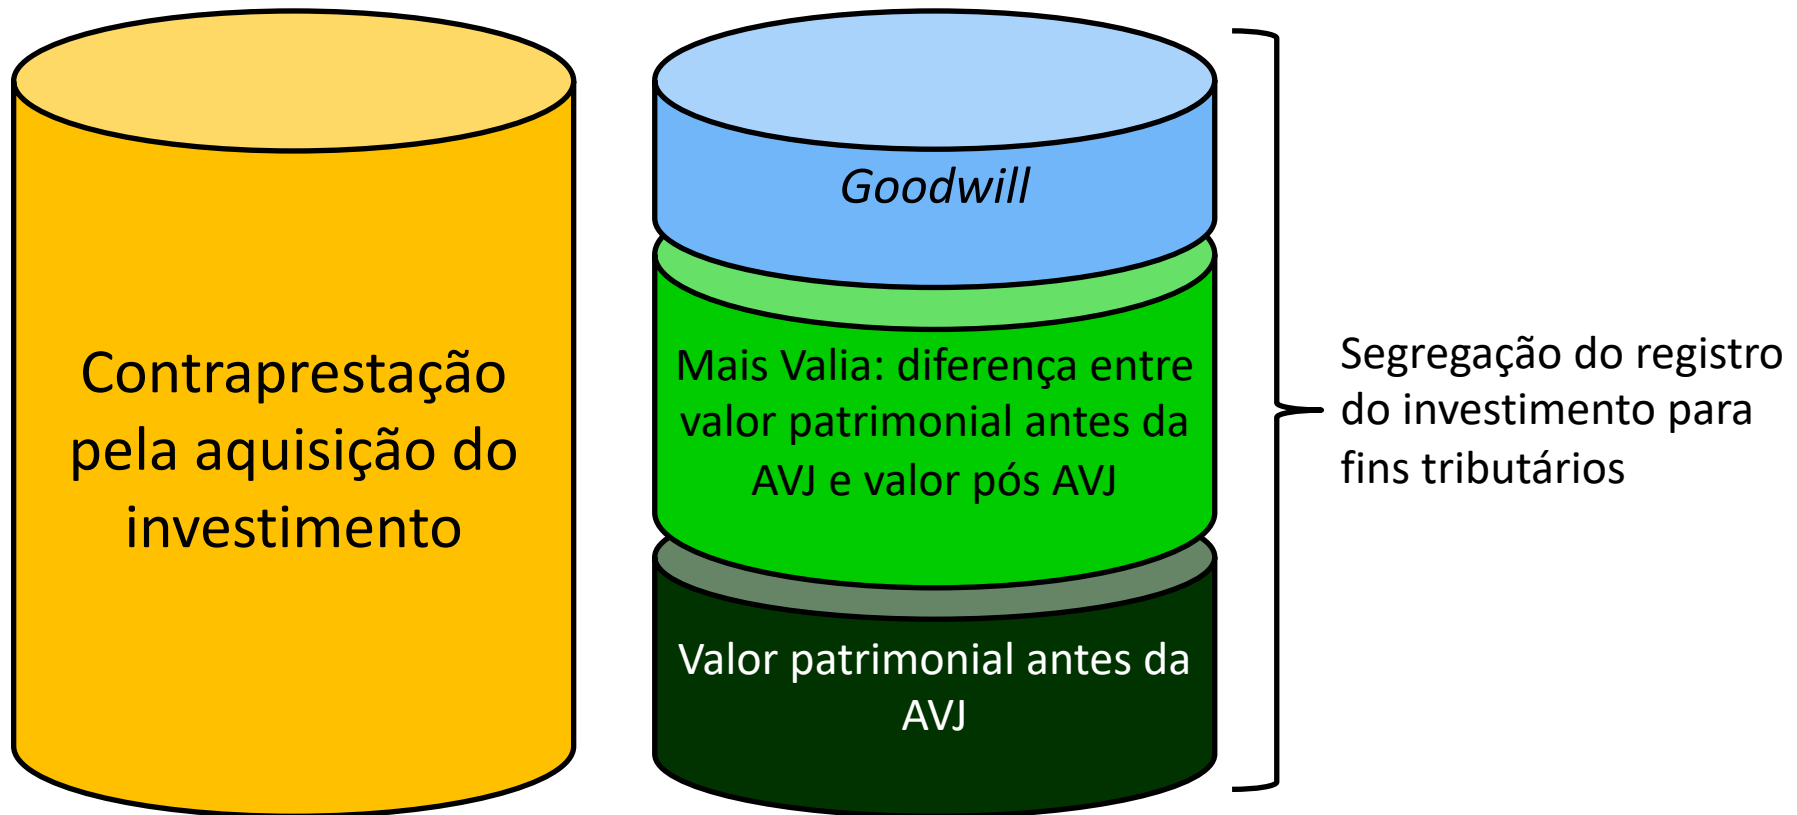 Contraprestação
pela aquisição do
investimento
Goodwill
Mais Valia: diferença entre
valor patrimonial antes da
AVJ e valor pós AVJ
Valor patrimonial antes da
AVJ
Segregação do registro
do investimento para
fins tributários